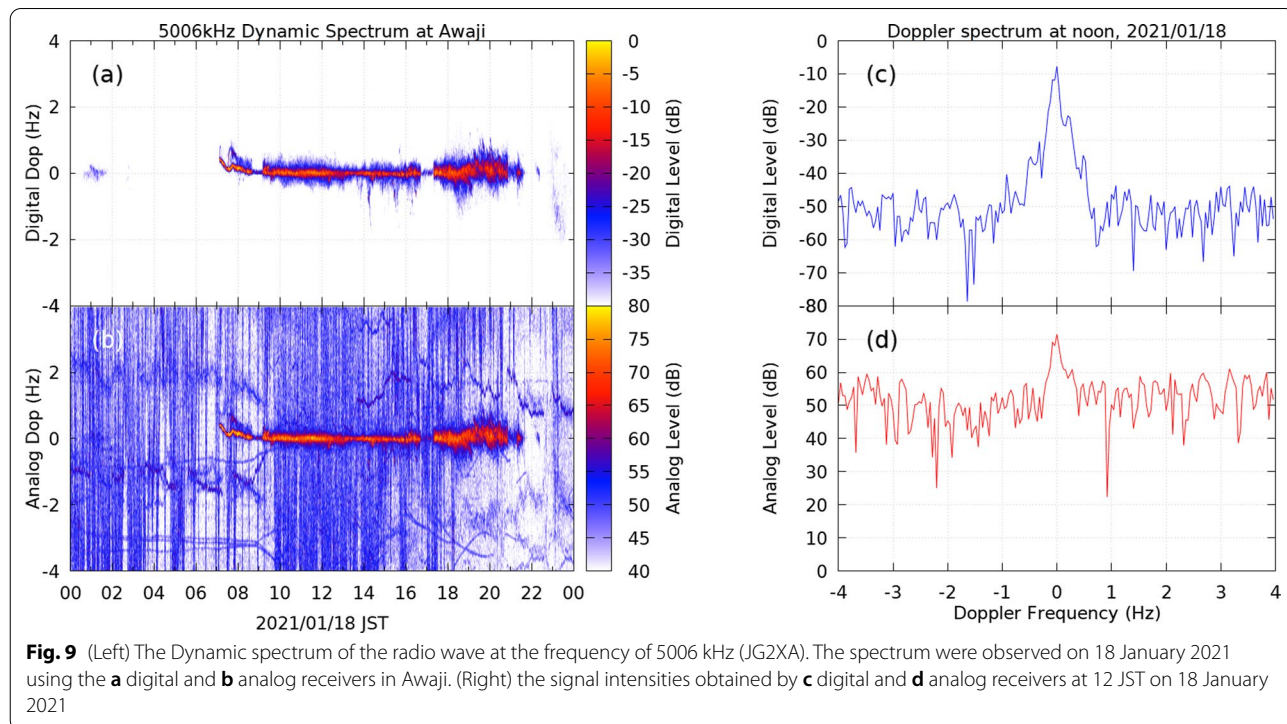 5006kHz Dynamic Spectrum at Awaji
(a)
Digital Dop (Hz)
4
2
0
-2
-4
0
-5
-10
-15
-20
-25
-30
-35
Digital Level (dB)
(b)
Analog Dop (Hz)
2
0
-2
-4
80
75
70
65
60
55
50
45
40
Analog Level (dB)
00 02 04 06 08 10 12 14 16 18 20 22 00
2021/01/18 JST
Doppler spectrum at noon, 2021/01/18
(c)
Digital Level (dB)
0
-10
-20
-30
-40
-50
-60
-70
-80
(d)
Analog Level (dB)
70
60
50
40
30
20
10
0
-4 -3 -2 -1 0 1 2 3 4
Doppler Frequency (Hz)
Fig. 9 (Left) The Dynamic spectrum of the radio wave at the frequency of 5006 kHz (JG2XA). The spectrum were observed on 18 January 2021
using the a digital and b analog receivers in Awaji. (Right) the signal intensities obtained by c digital and d analog receivers at 12 JST on 18 January
2021